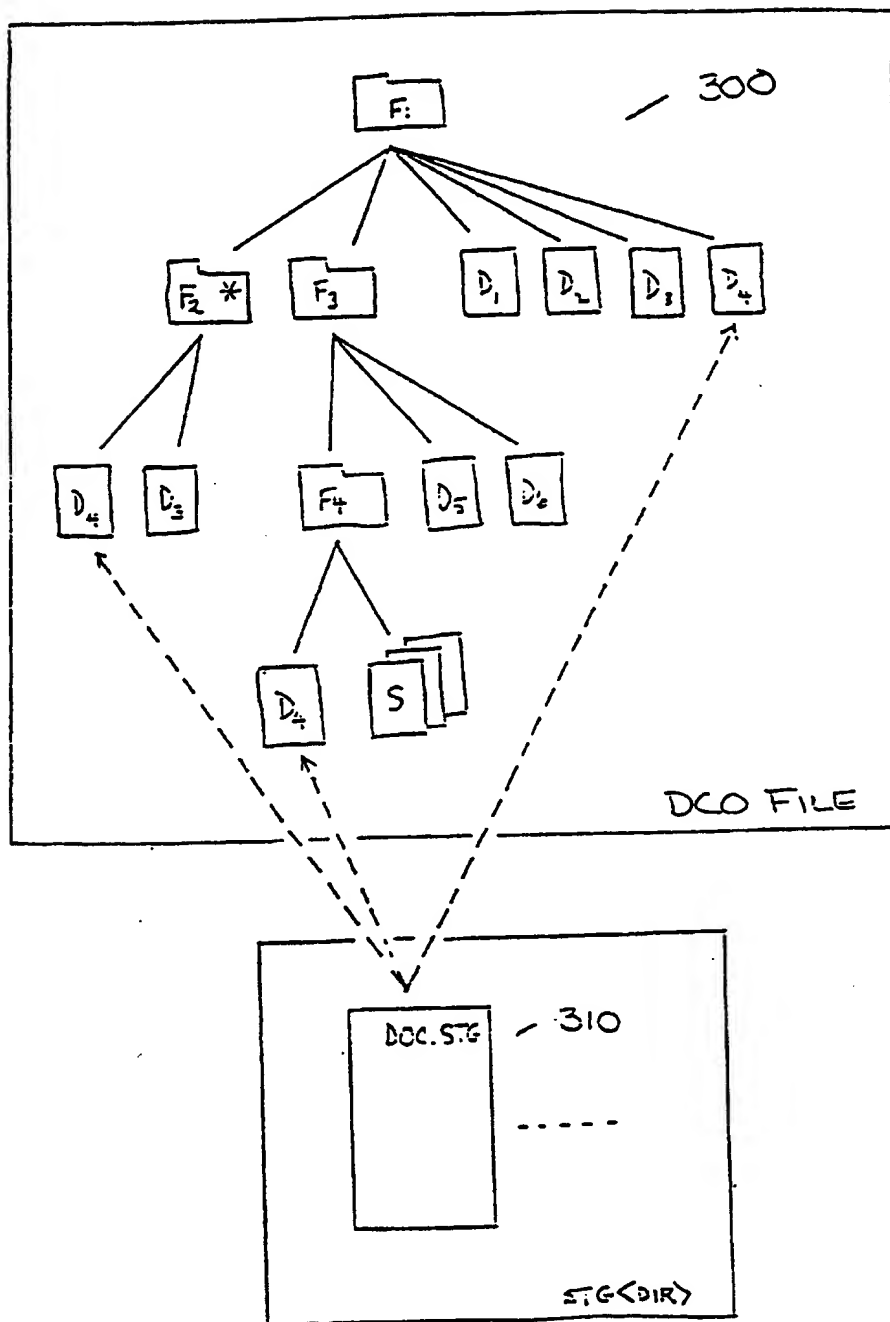 300
F:
F2 *
F3
D1
D2
D3
D4
D4
D3
F4
D5
D6
D4
S
DCO FILE
DOC.STG
310
STG<DIR>